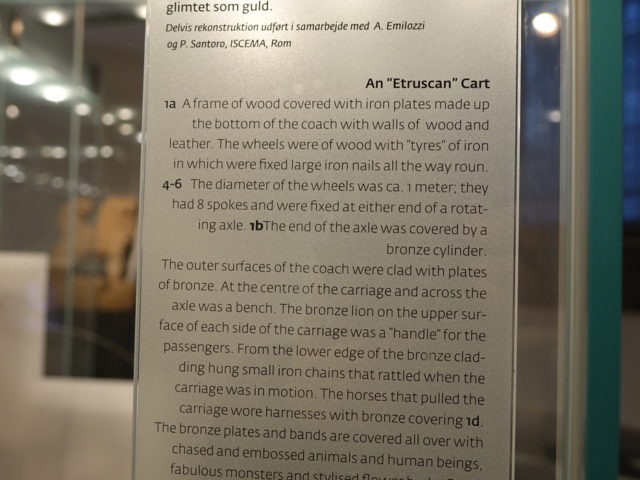 glimtet som guld.
Delvis rekonstruktion udført i samarbejde med A. Emilozzi
og P. Santoro, ISCEMA, Rom
An "Etruscan" Cart
1a A frame of wood covered with iron plates made up
the bottom of the coach with walls of wood and
leather. The wheels were of wood with "tyres" of iron
in which were fixed large iron nails all the way roun.
4-6 The diameter of the wheels was ca. 1 meter; they
had 8 spokes and were fixed at either end of a rotat-
ing axle. 1bThe end of the axle was covered by a
bronze cylinder.
The outer surfaces of the coach were clad with plates
of bronze. At the centre of the carriage and across the
axle was a bench. The bronze lion on the upper sur-
face of each side of the carriage was a "handle" for the
passengers. From the lower edge of the bronze clad-
ding hung small iron chains that rattled when the
carriage was in motion. The horses that pulled the
carriage wore harnesses with bronze covering 1d.
The bronze plates and bands are covered all over with
chased and embossed animals and human beings,
fabulous monsters and stylised flower